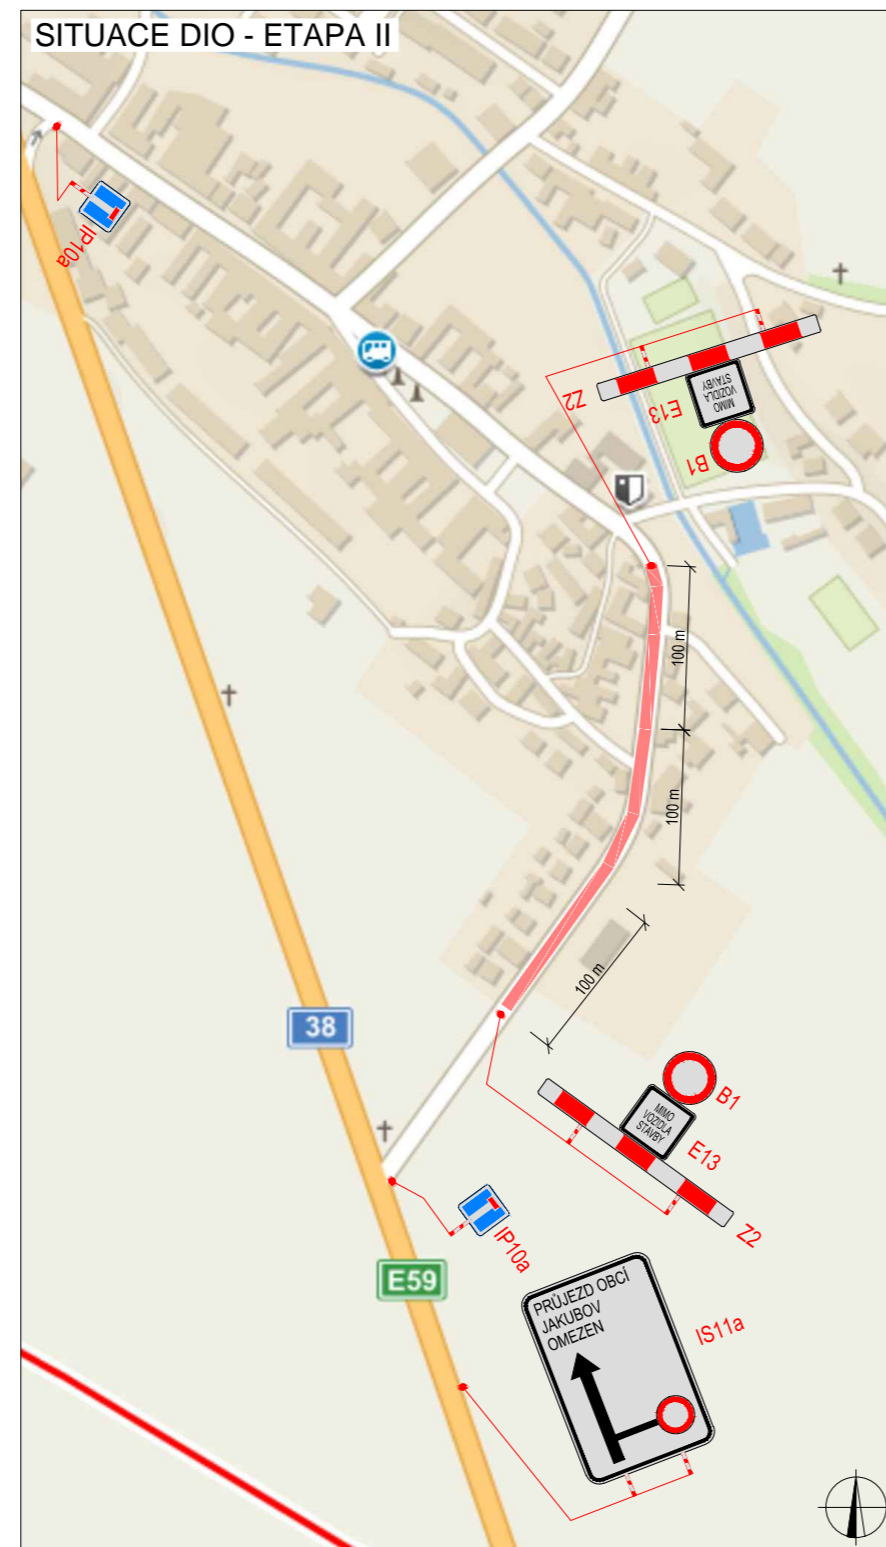 SITUACE DIO - ETAPA II
IP10a
Z2
E13
MIMO
VOZIDLA
STAVBY
B1
100 m
100 m
100 m
38
B1
MIMO
VOZIDLA
STAVBY
E13
Z2
IP10a
E59
PRŮJEZD OBCÍ
JAKUBOV
OMEZEN
IS11a